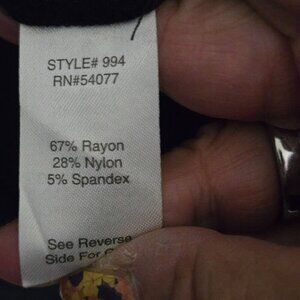 STYLE# 994
RN#54077
67% Rayon
28% Nylon
5% Spandex
See Reverse
Side For